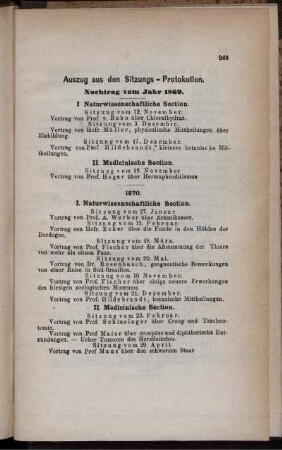 263
Auszug aus den Sitzungs-Protokollen.
Nachtrag vom Jahr 1869.
I Naturwissenschaftliche Section.
Sitzung vom 12. November.
Vortrag von Prof. v. Babo über Chloralhydrat.
Sitzung vom 3. Dezember.
Vortrag von Hofr. Müller, physikalische Mittheilungen über
Eisbildung.
Sitzung vom 17. Dezember.
Vortrag von Prof. Hildebrandt, kleinere botanische Mit-
theilungen.
II. Medicinische Section.
Sitzung vom 19. November
Vortrag von Prof. Hegar über Hermaphroditismus
1870.
I. Naturwissenschaftliche Section.
Sitzung vom 27. Januar.
Vortrag von Prof. A. Werber über Arsenikesser.
Sitzung vom 15. Februar.
Vortrag von Hofr. Ecker über die Funde in den Höhlen der
Dordogne.
Sitzung vom 18. März.
Vortrag von Prof. Fischer über die Abstammung der Thiere
von mehr als einem Paar.
Sitzung vom 20. Mai.
Vortrag von Dr. Rosenbusch, geognostische Bemerkungen
von einer Reise in Süd-Brasilien.
Sitzung vom 18. November.
Vortrag von Prof. Fischer über einige neuere Erwerbungen des
hiesigen zoologischen Museums.
Sitzung vom 21. Dezember.
Vortrag von Prof. Hildebrandt, botanische Mittheilungen.
II. Medicinische Section.
Sitzung vom 23. Februar.
Vortrag von Prof. Schinzinger über Croup und Tracheo-
tomie.
Vortrag von Prof Maier über croupöse und diphtheritische Ent-
zündungen. — Ueber Tumoren des Herzfleisches.
Sitzung vom 29. April.
Vortrag von Prof Manz über den schwarzen Staar